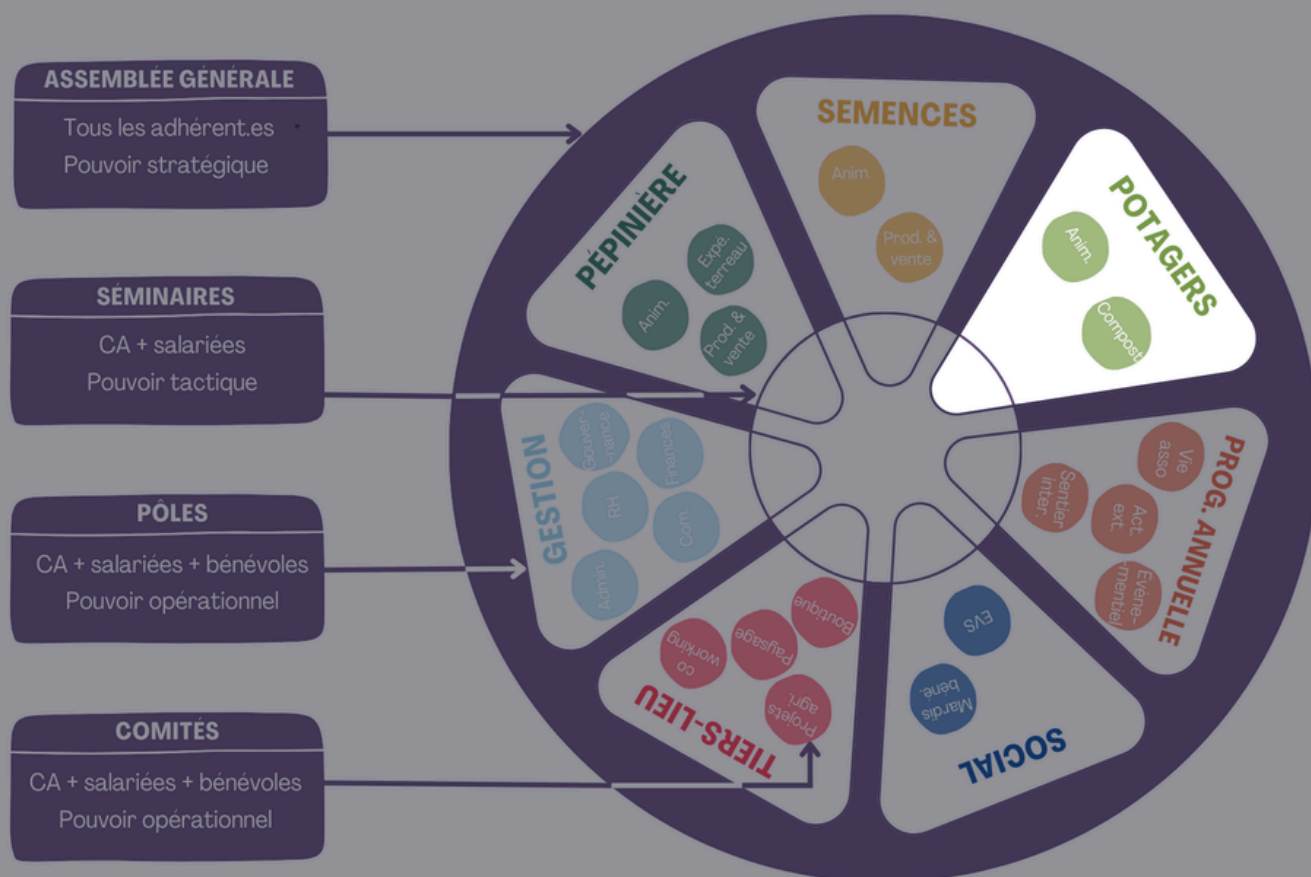 ASSEMBLÉE GÉNÉRALE
Tous les adhérent.es
Pouvoir stratégique
SÉMINAIRES
CA + salariées
Pouvoir tactique
PÔLES
CA + salariées + bénévoles
Pouvoir opérationnel
COMITÉS
CA + salariées + bénévoles
Pouvoir opérationnel
SEMENCES
Anim.
Prod. &
vente
POTAGERS
Anim.
Compost
PROG. ANNUELLE
Vie
asso
Act.
ext.
Sentier
inter.
Évène-
-mentiel
SOCIAL
EVS
Mardis
béné.
TIERS-LIEU
Boutique
Paysage
co
working
Projets
agri.
GESTION
Gouver-
-nance
Finances
RH
Com.
Admin.
PÉPINIÈRE
Expé.
terreau
Anim.
Prod. &
vente